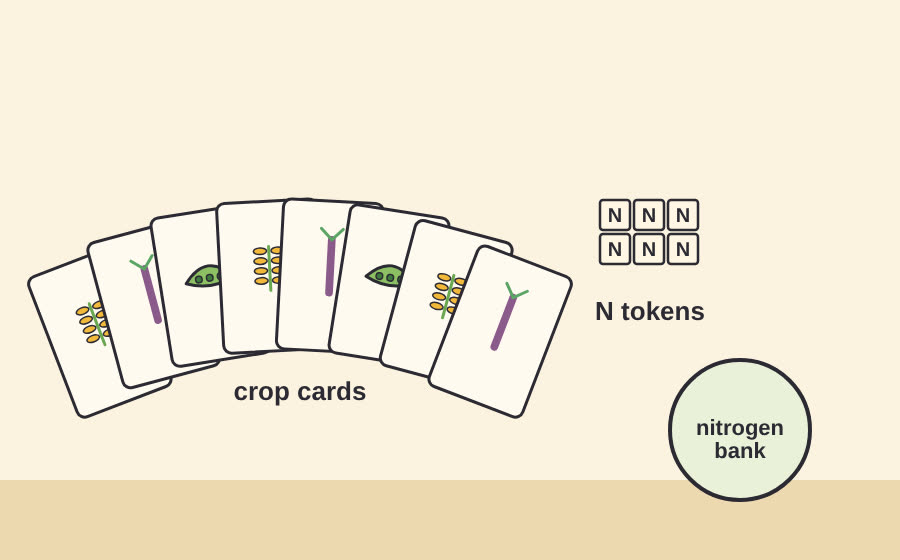 N N N
N N N
N tokens
crop cards
nitrogen
bank